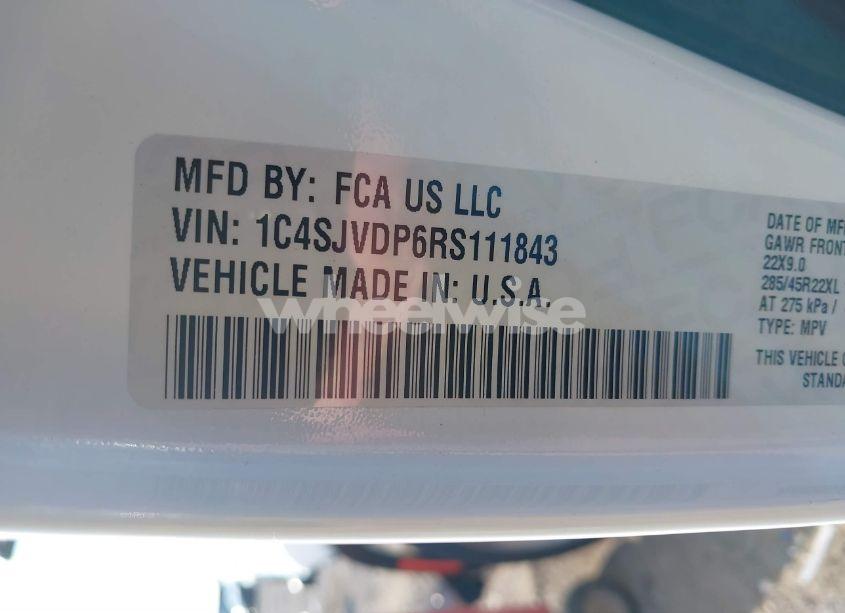 MFD BY: FCA US LLC
VIN: 1C4SJVDP6RS111843
VEHICLE MADE IN: U.S.A.
wheelwise
DATE OF MF
GAWR FRONT
22X9.0
285/45R22XL
AT 275 kPa /
TYPE: MPV
THIS VEHICLE
STANDA